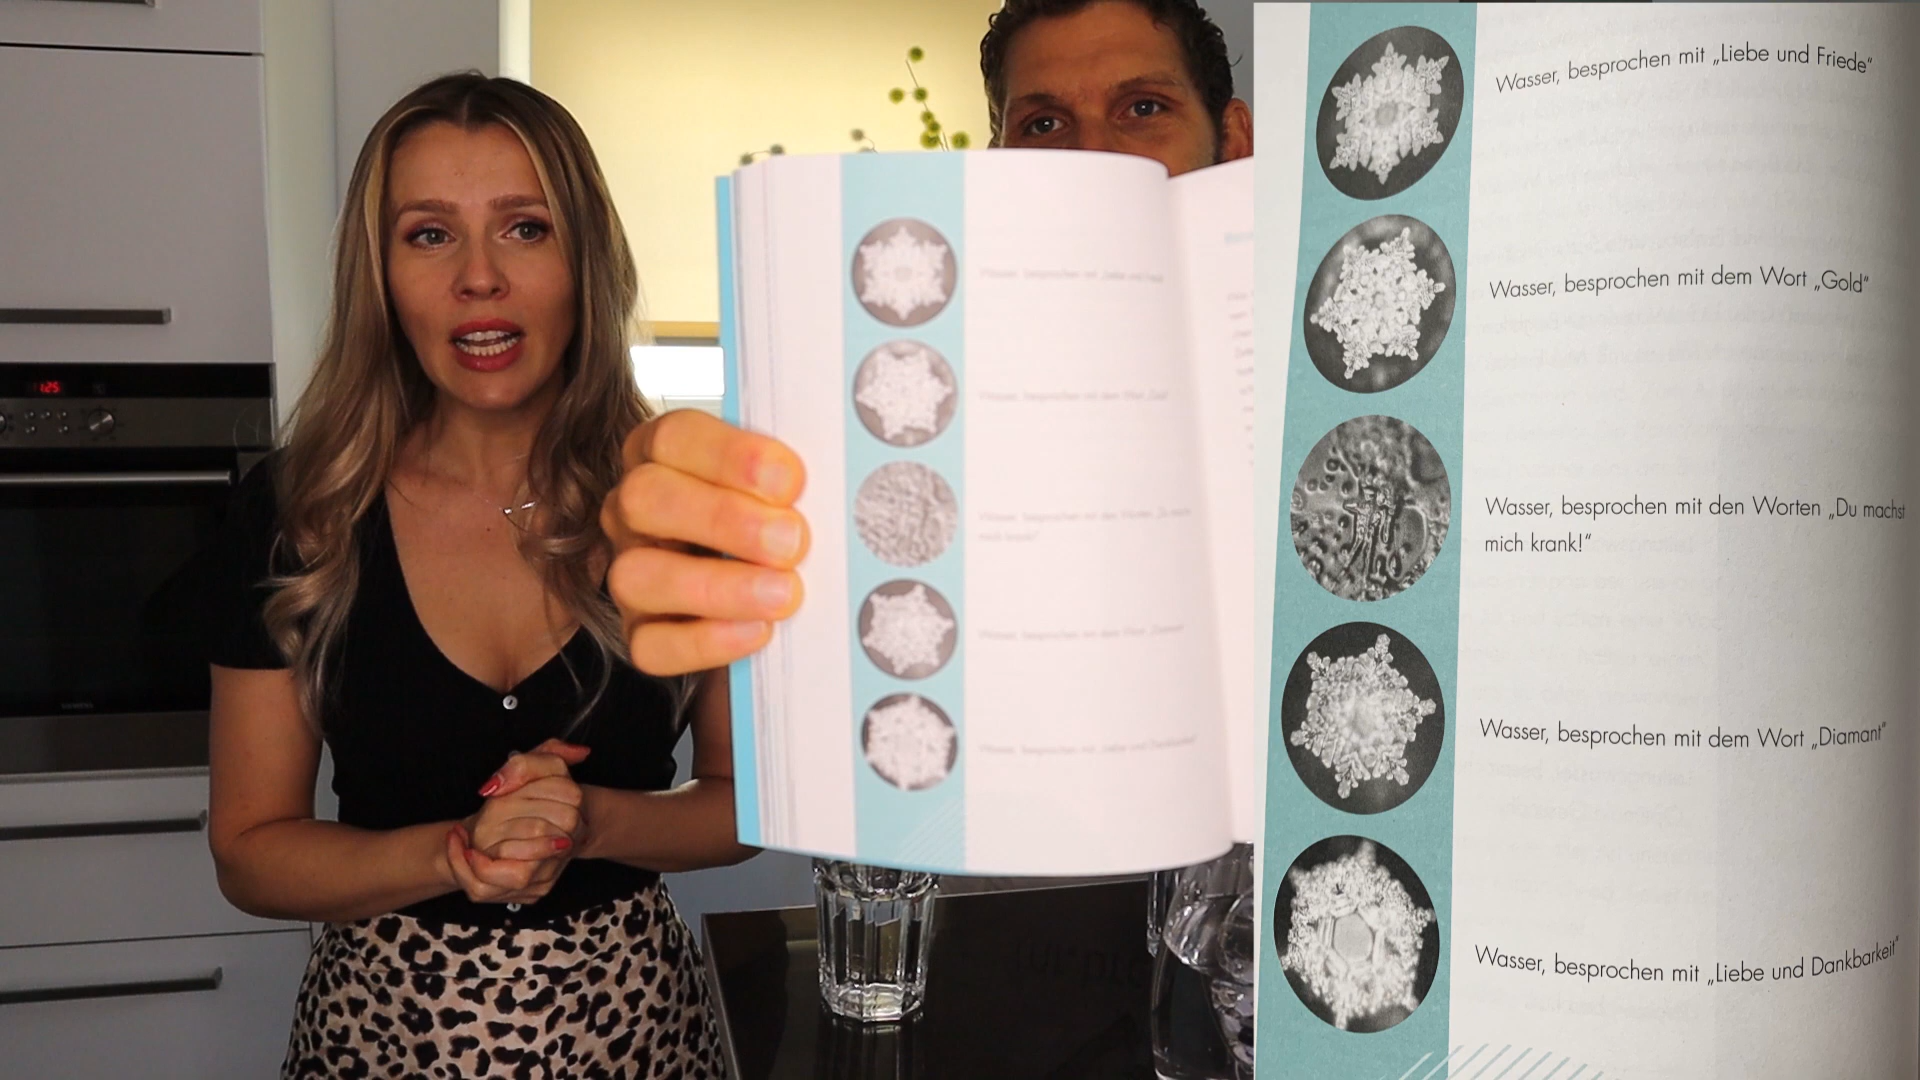 Wasser, besprochen mit „Liebe und Friede“
Wasser, besprochen mit dem Wort „Gold“
Wasser, besprochen mit den Worten „Du machst
mich krank!“
Wasser, besprochen mit dem Wort „Diamant“
Wasser, besprochen mit „Liebe und Dankbarkeit“
SIEMENS